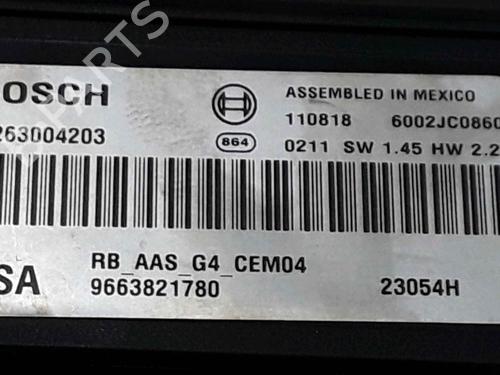 PARTS
OSCH
ASSEMBLED IN MEXICO
110818 6002JC0860
263004203
864
0211 SW 1.45 HW 2.2
SA
RB_AAS_G4_CEM04
9663821780
23054H